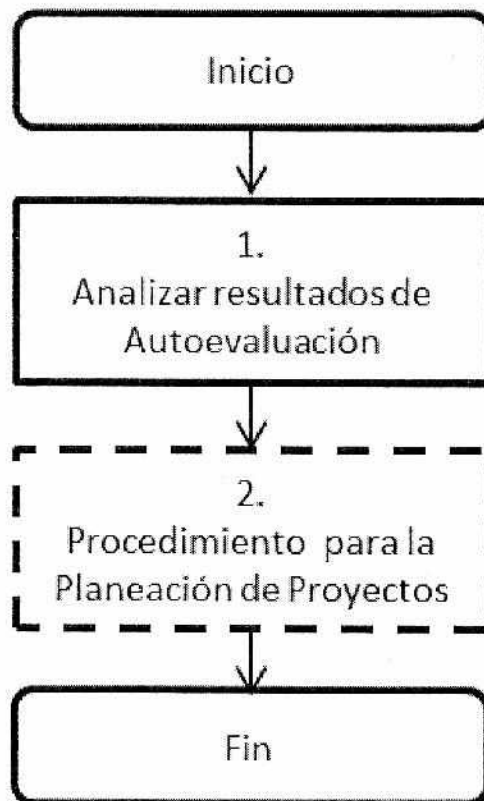 Inicio
1.
Analizar resultados de
Autoevaluación
2.
Procedimiento para la
Planeación de Proyectos
Fin